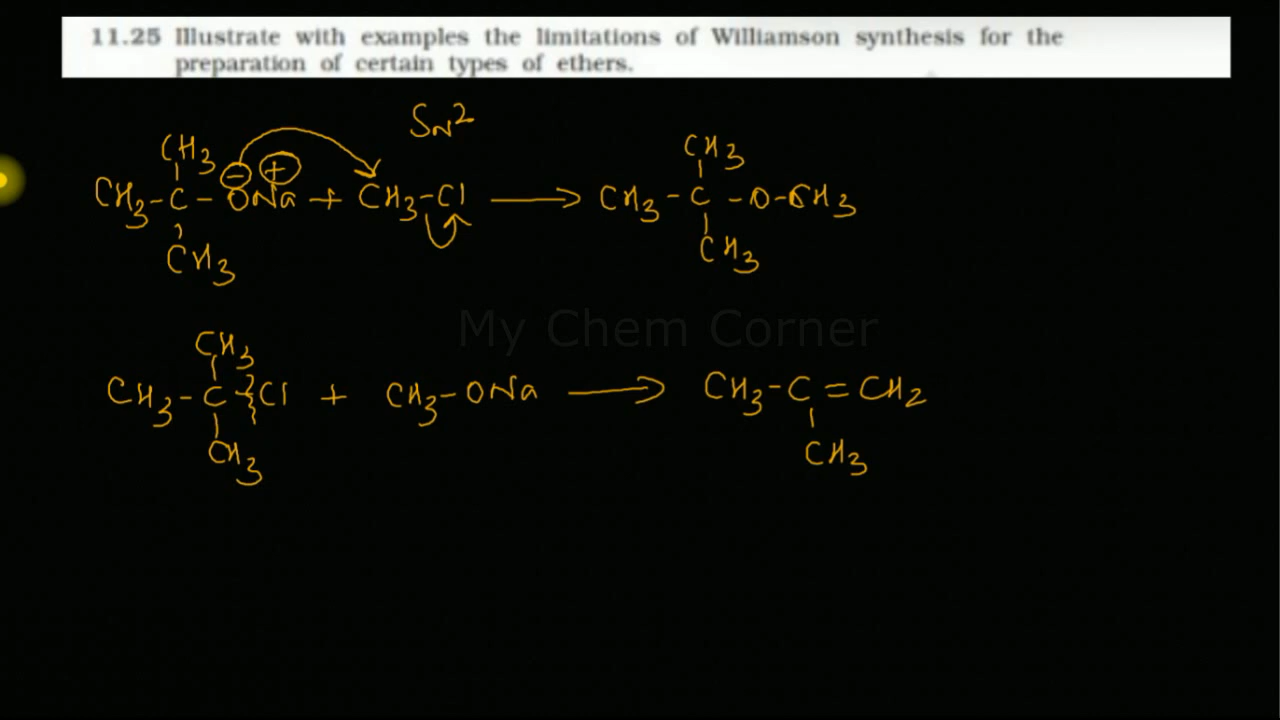 11.25 Illustrate with examples the limitations of Williamson synthesis for the
preparation of certain types of ethers.
SN2
CH3 CH3
CH3-C-ONa + CH3-Cl ⟶ CH3-C-O-CH3
CH3 CH3
My Chem Corner
CH3
CH3-C-Cl + CH3-ONa ⟶ CH3-C=CH2
CH3 CH3